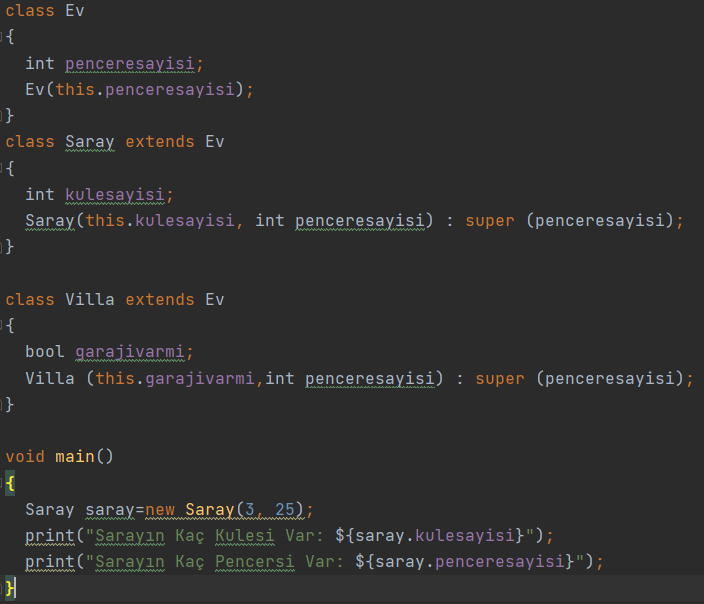 class Ev
{
int penceresayisi;
Ev(this.penceresayisi);
}
class Saray extends Ev
{
int kulesayisi;
Saray(this.kulesayisi, int penceresayisi) : super (penceresayisi);
}
class Villa extends Ev
{
bool garajivarmi;
Villa (this.garajivarmi,int penceresayisi) : super (penceresayisi);
}
void main()
{
Saray saray=new Saray(3, 25);
print("Sarayın Kaç Kulesi Var: ${saray.kulesayisi}");
print("Sarayın Kaç Pencersi Var: ${saray.penceresayisi}");
}